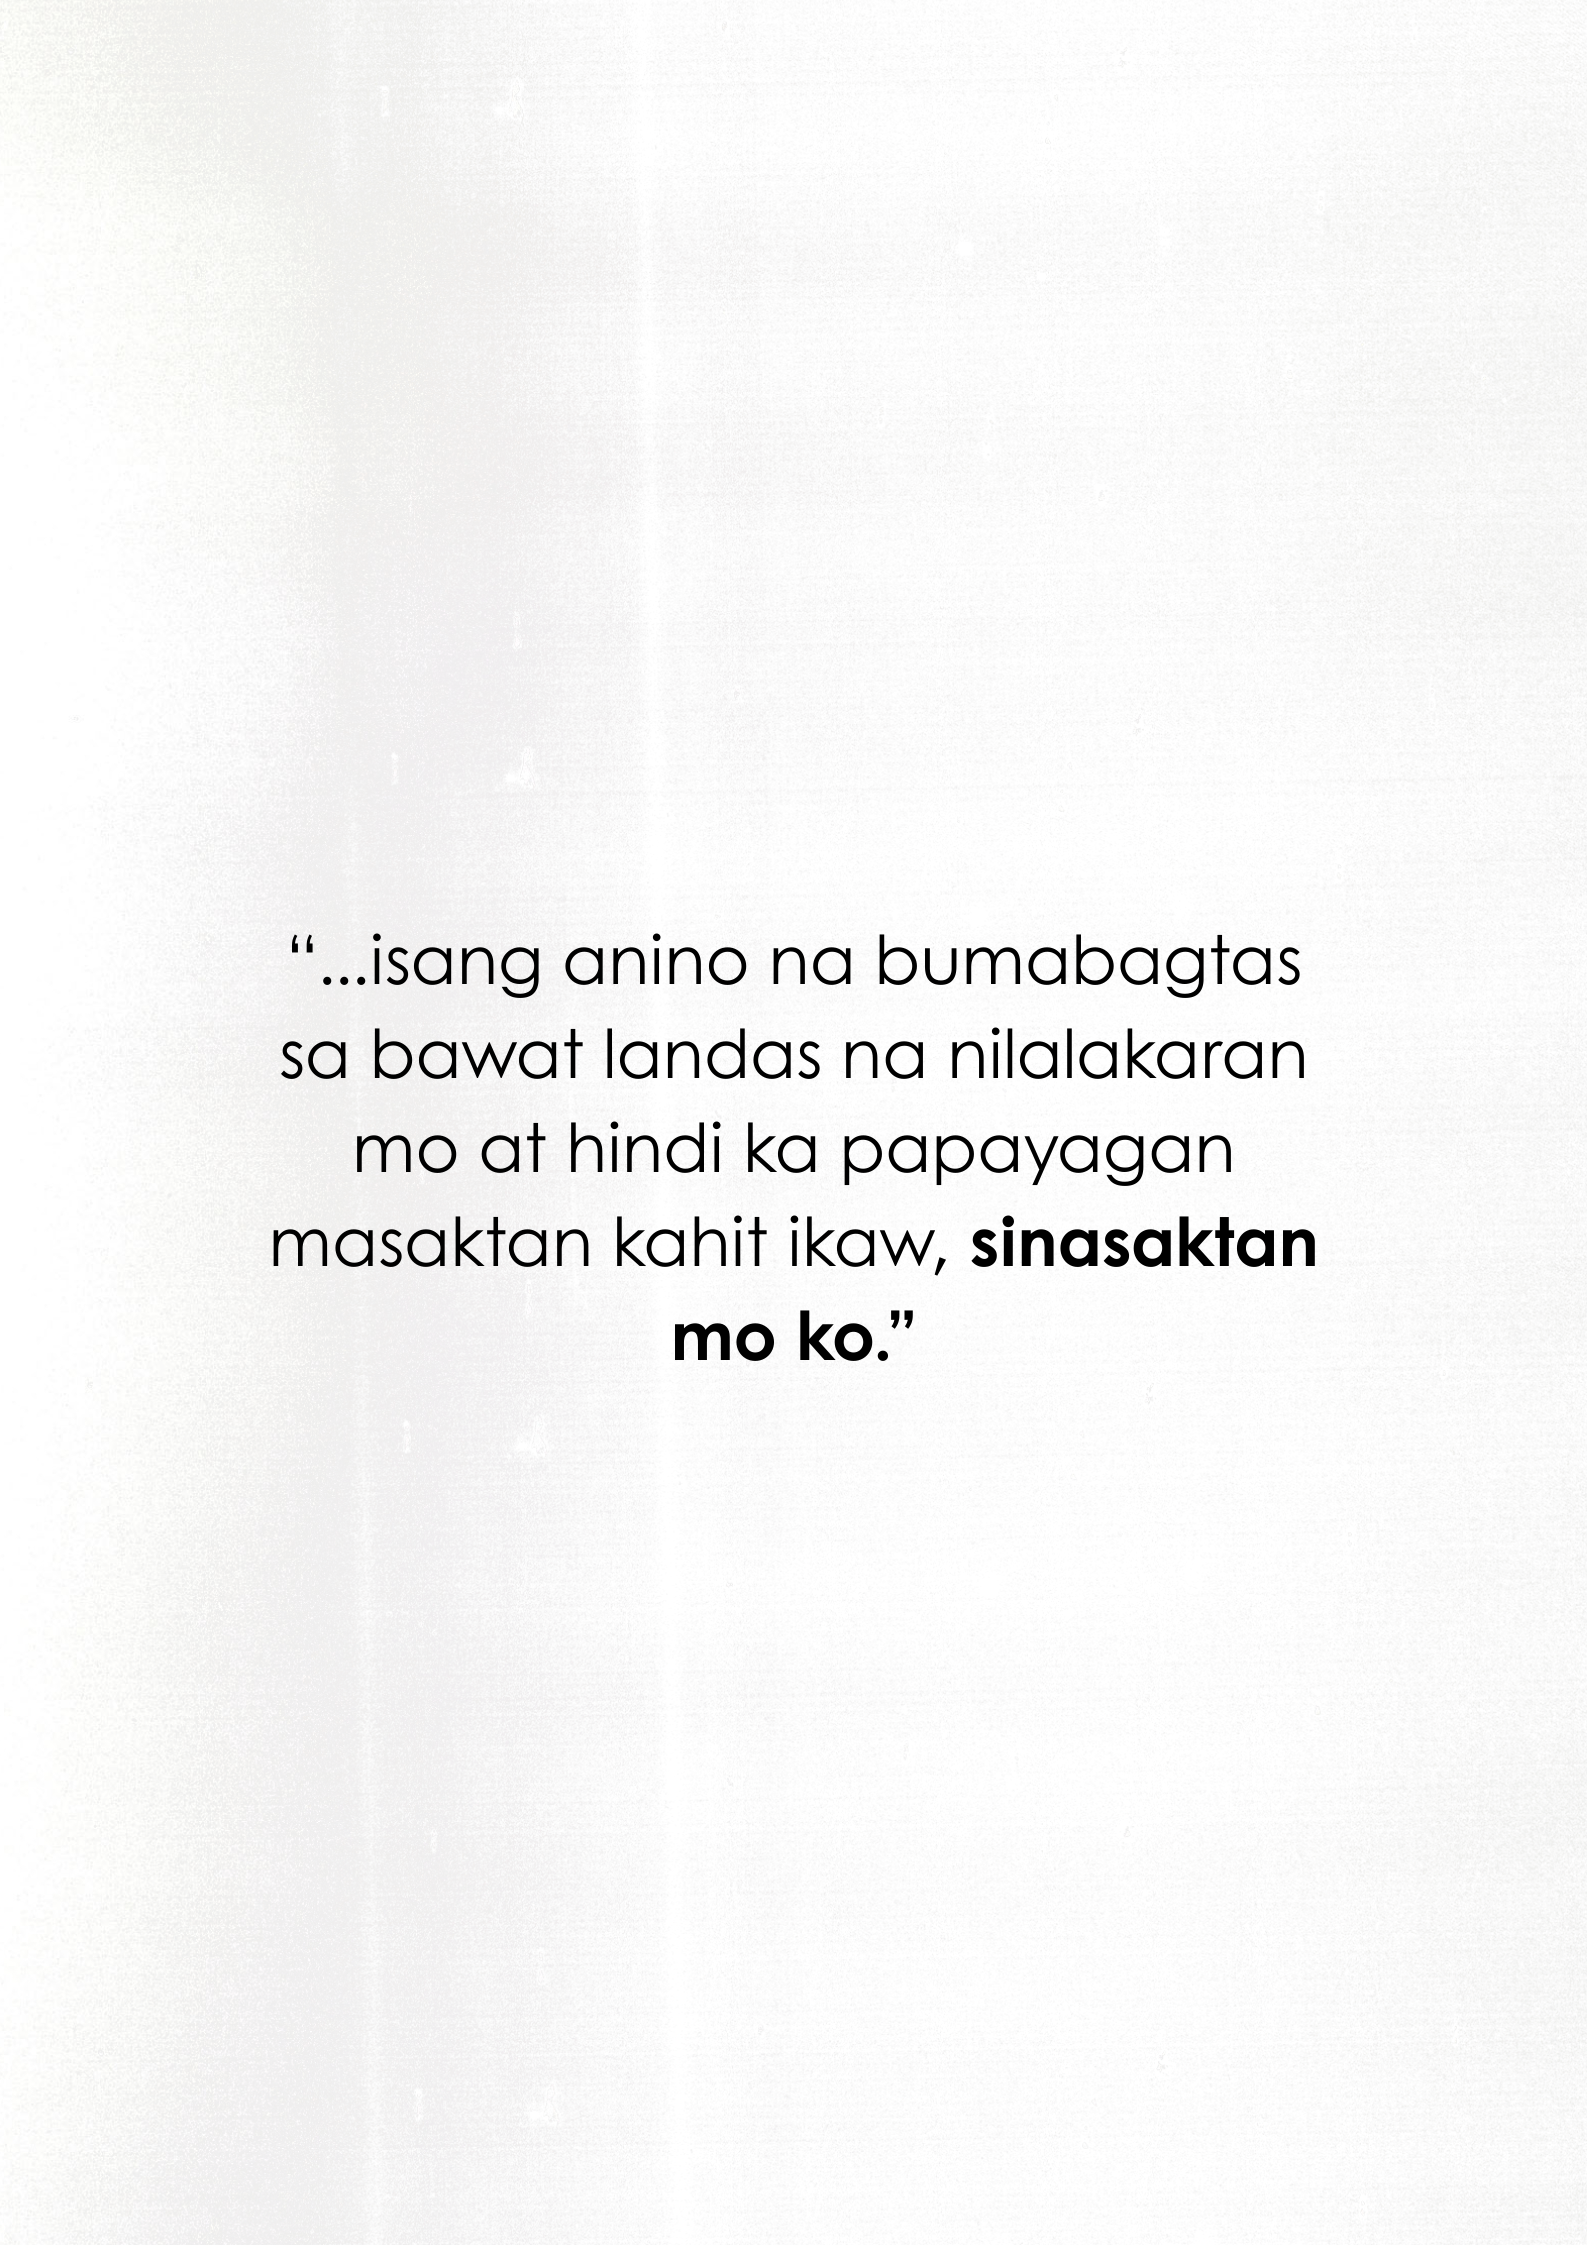 “...isang anino na bumabagtas
sa bawat landas na nilalakaran
mo at hindi ka papayagan
masaktan kahit ikaw, sinasaktan
mo ko.”